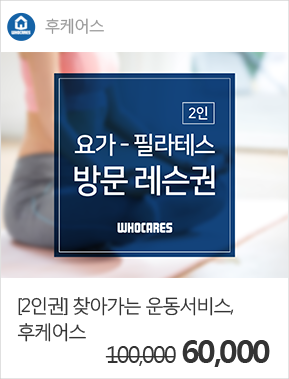 WHOCARES
후케어스
2인
요가 - 필라테스
방문 레슨권
WHOCARES
[2인권] 찾아가는 운동서비스,
후케어스
100,000 60,000